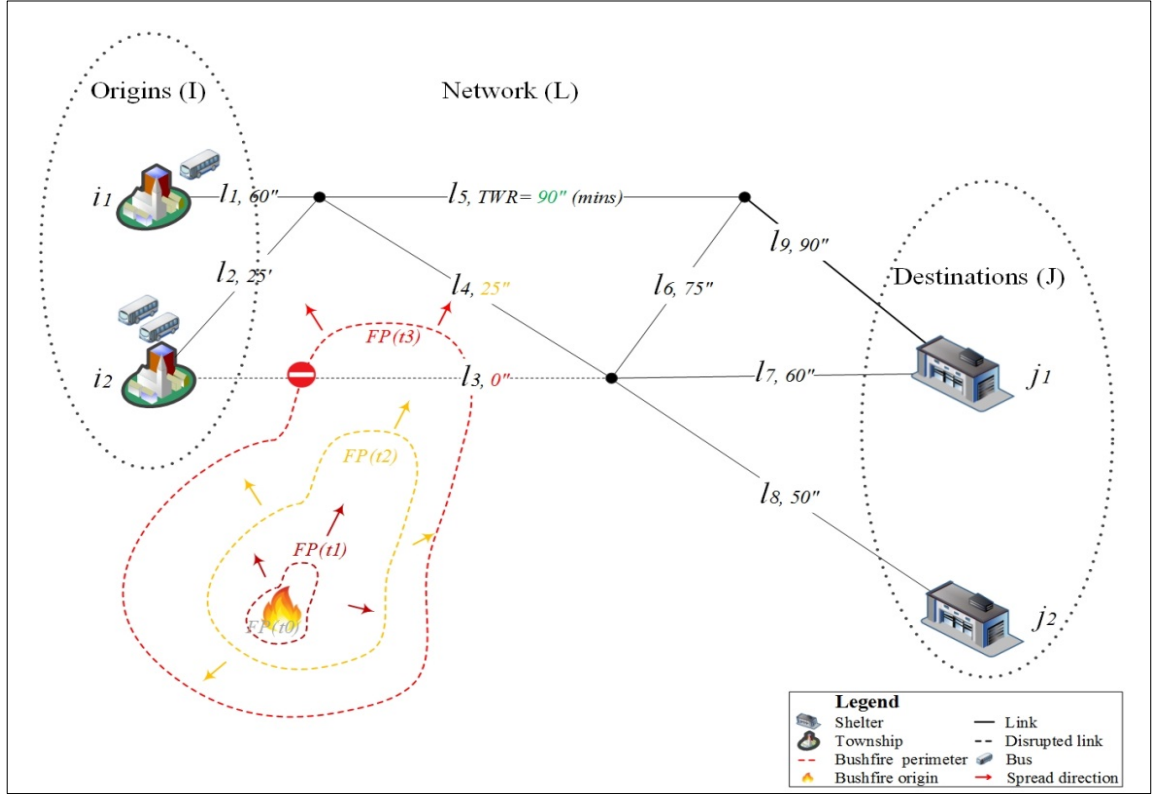 Origins (I)
Network (L)
i1
l1, 60"
l5, TWR= 90" (mins)
l9, 90"
l2, 25'
l4, 25"
l6, 75"
Destinations (J)
FP(t3)
i2
l3, 0"
l7, 60"
j1
FP(t2)
l8, 50"
FP(t1)
FP(t0)
j2
Legend
Shelter
Link
Township
Disrupted link
Bushfire perimeter
Bus
Bushfire origin
Spread direction